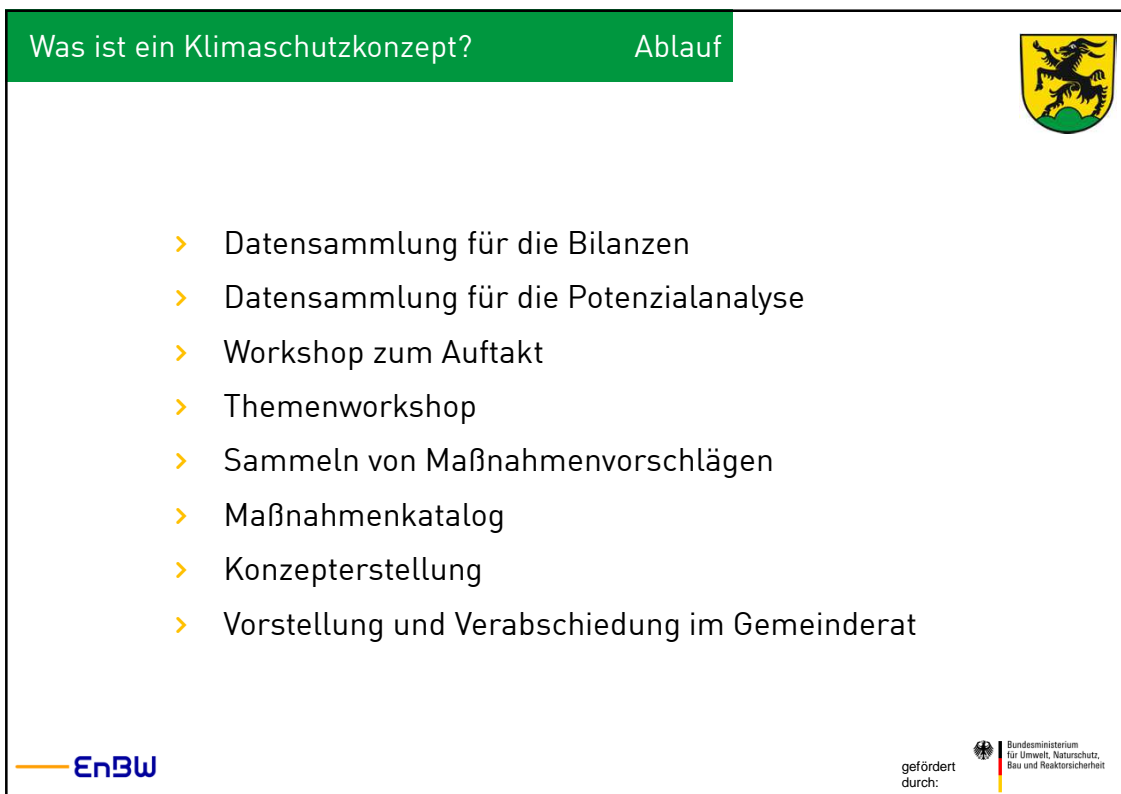 Was ist ein Klimaschutzkonzept? Ablauf
> Datensammlung für die Bilanzen
> Datensammlung für die Potenzialanalyse
> Workshop zum Auftakt
> Themenworkshop
> Sammeln von Maßnahmenvorschlägen
> Maßnahmenkatalog
> Konzepterstellung
> Vorstellung und Verabschiedung im Gemeinderat
EnBW
gefördert
durch:
Bundesministerium
für Umwelt, Naturschutz,
Bau und Reaktorsicherheit